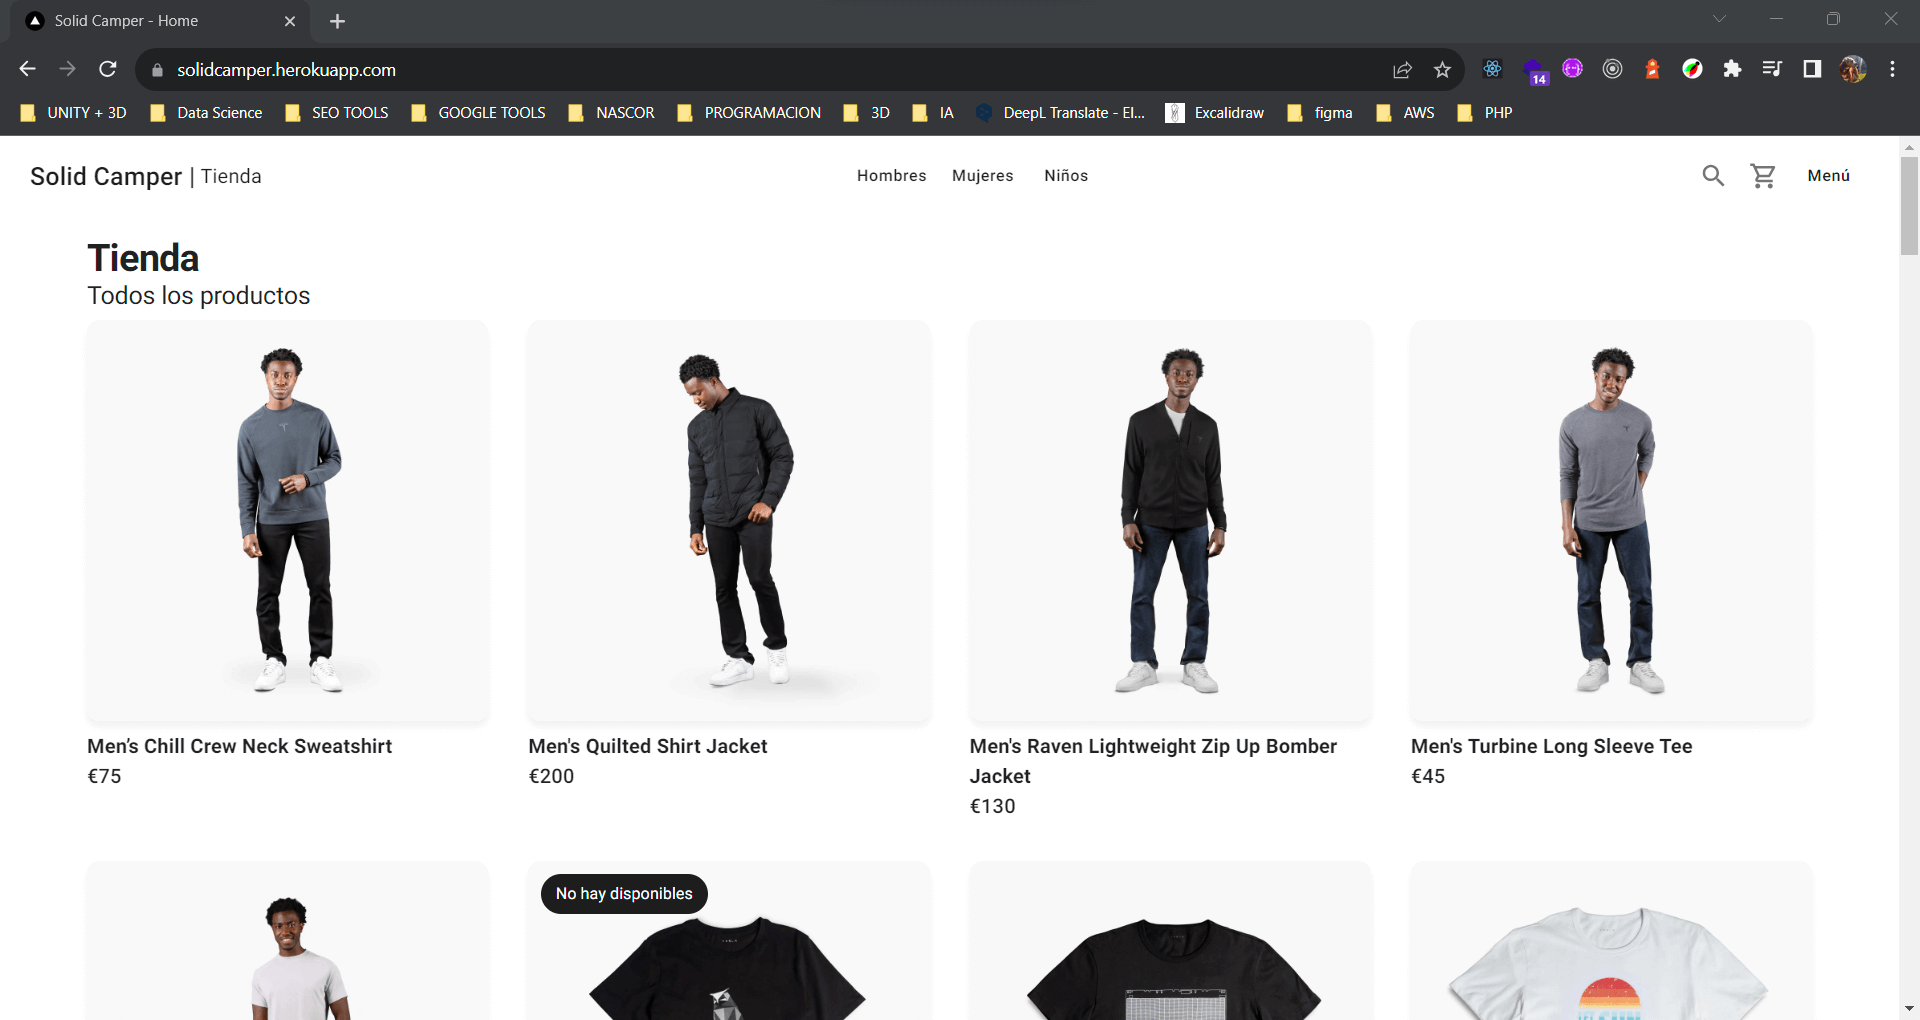 Solid Camper - Home
solidcamper.herokuapp.com
14
UNITY + 3D
Data Science
SEO TOOLS
GOOGLE TOOLS
NASCOR
PROGRAMACION
3D
IA
DeepL Translate - El...
Excalidraw
figma
AWS
PHP
Solid Camper | Tienda
Hombres
Mujeres
Niños
Menú
Tienda
Todos los productos
Men’s Chill Crew Neck Sweatshirt
€75
Men's Quilted Shirt Jacket
€200
Men's Raven Lightweight Zip Up Bomber
Jacket
€130
Men's Turbine Long Sleeve Tee
€45
No hay disponibles